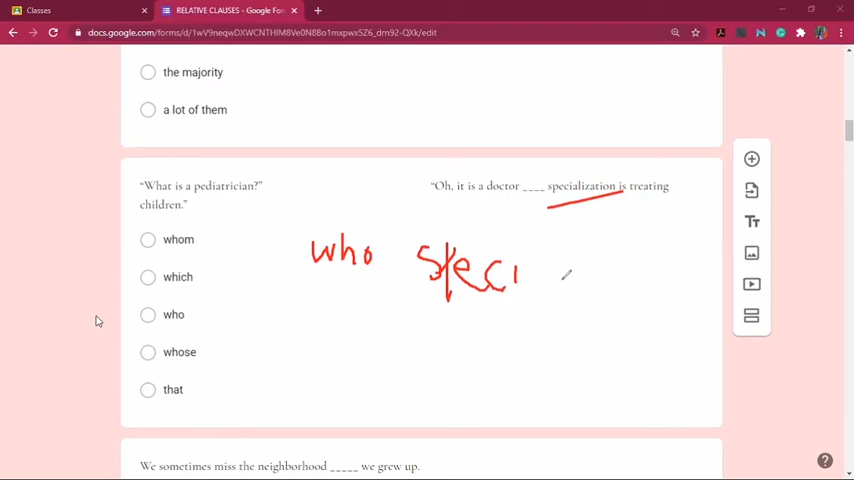 Classes
RELATIVE CLAUSES - Google For
docs.google.com/forms/d/1wV9neqwDXWCNTHIM8Ve0N8Bo1mxpwx5Z6_drn92-QXk/edit
the majority
a lot of them
“What is a pediatrician?” “Oh, it is a doctor ____ specialization is treating
children.”
whom
who speci
which
who
whose
that
We sometimes miss the neighborhood _____ we grew up.